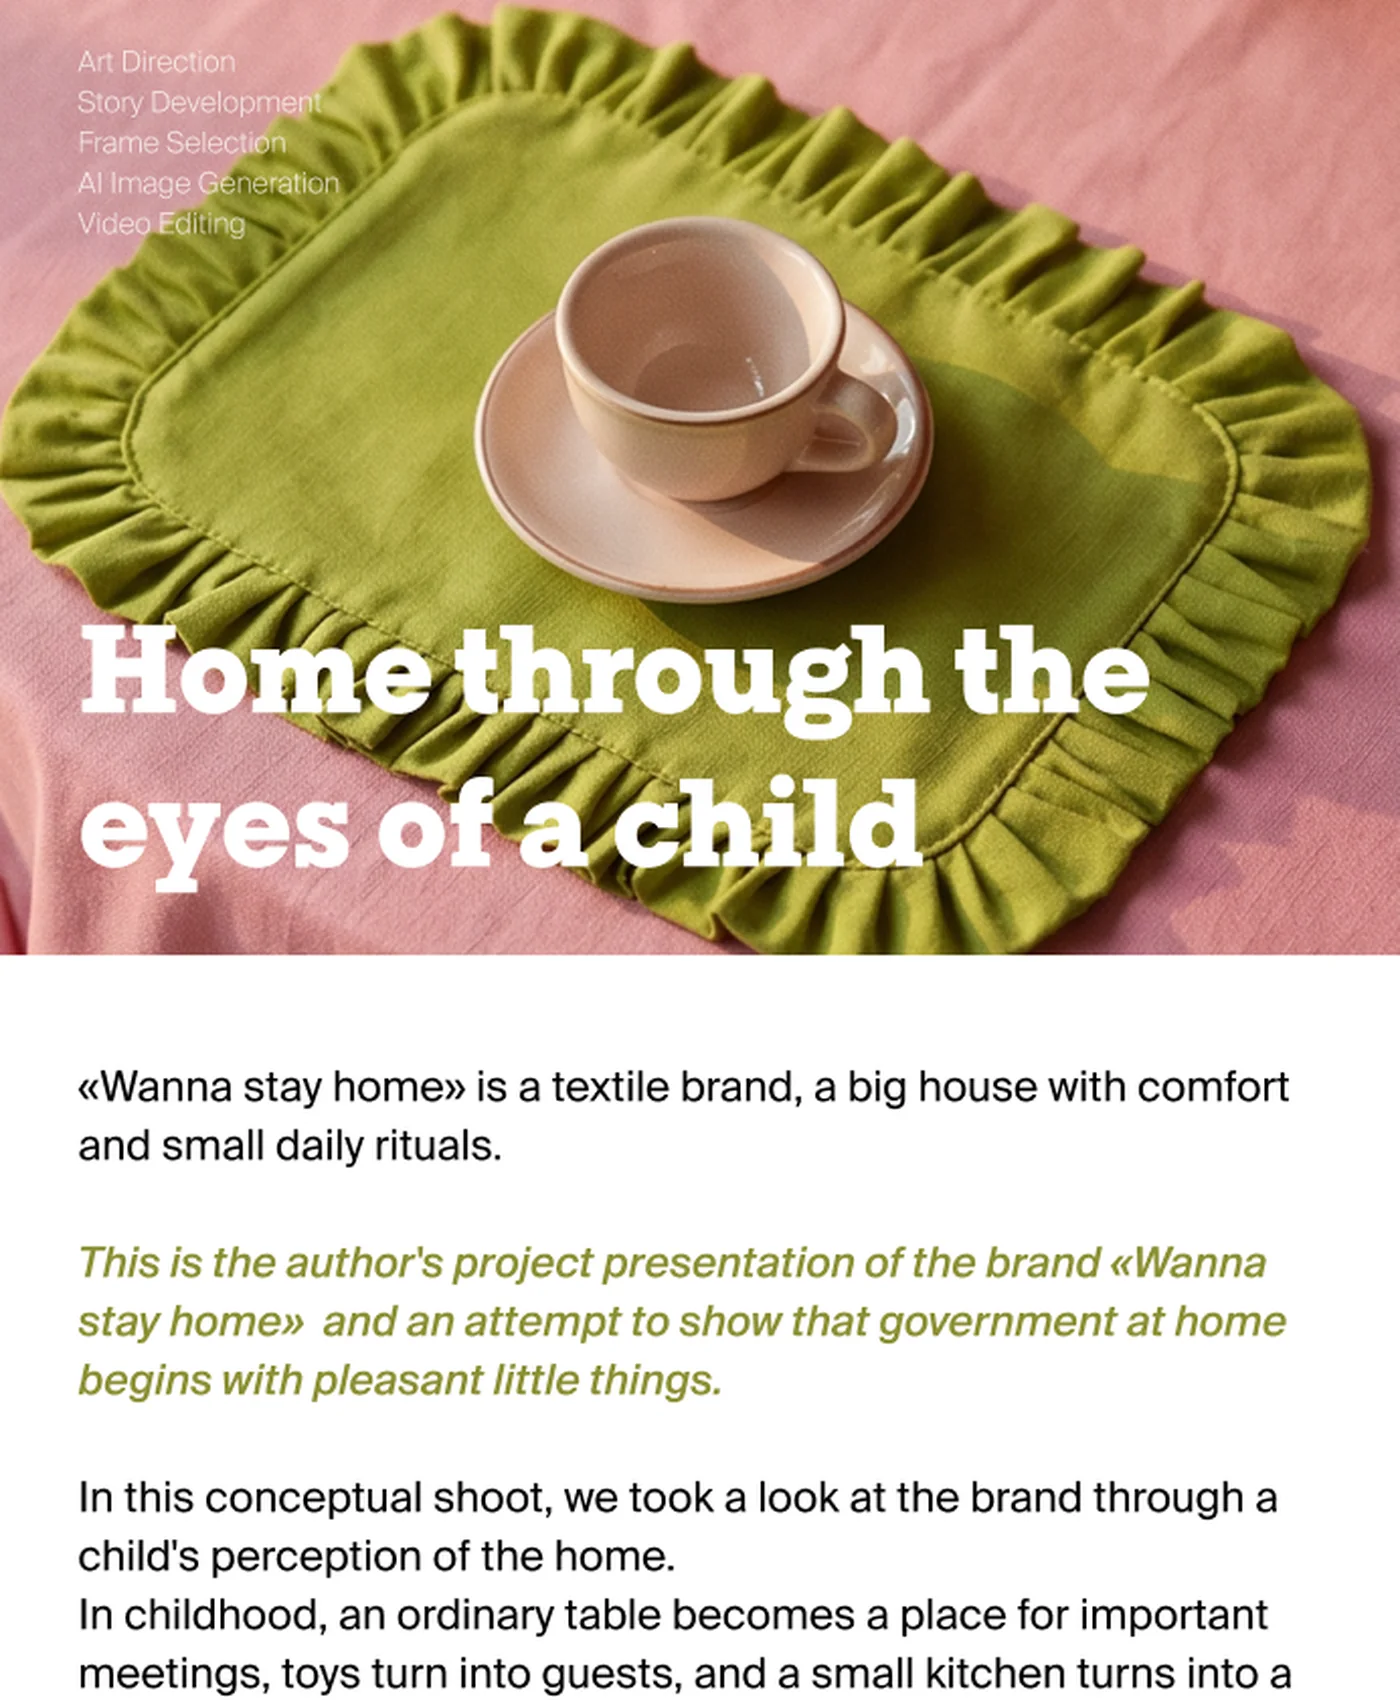 Art Direction
Story Development
Frame Selection
AI Image Generation
Video Editing
Home through the
eyes of a child
«Wanna stay home» is a textile brand, a big house with comfort
and small daily rituals.
This is the author's project presentation of the brand «Wanna
stay home»  and an attempt to show that government at home
begins with pleasant little things.
In this conceptual shoot, we took a look at the brand through a
child's perception of the home.
In childhood, an ordinary table becomes a place for important
meetings, toys turn into guests, and a small kitchen turns into a